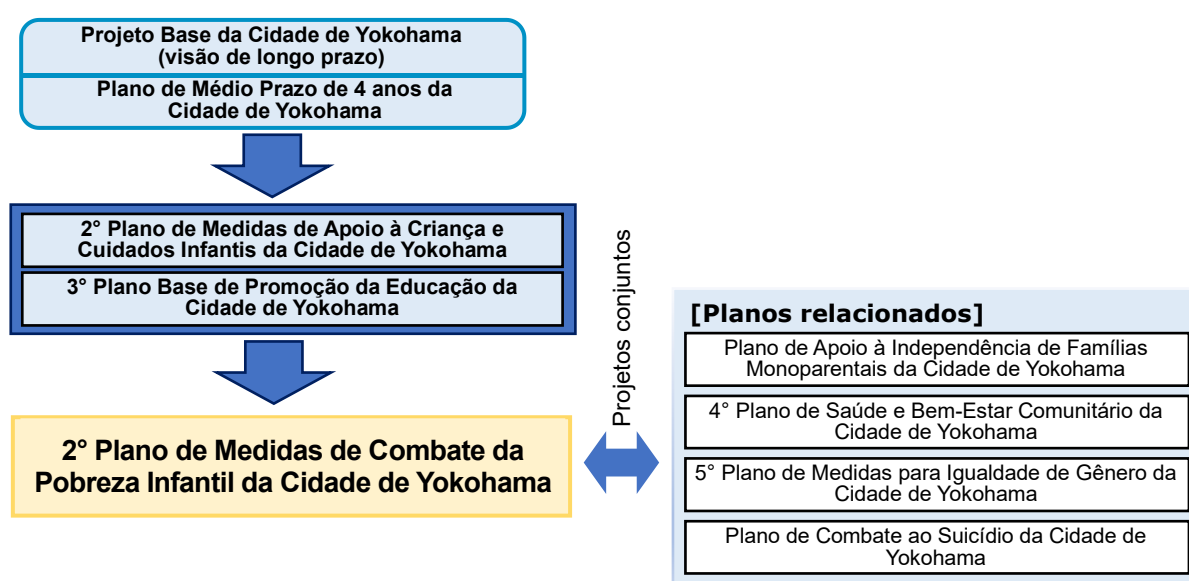 Projeto Base da Cidade de Yokohama
(visão de longo prazo)
Plano de Médio Prazo de 4 anos da
Cidade de Yokohama
2° Plano de Medidas de Apoio à Criança e
Cuidados Infantis da Cidade de Yokohama
3° Plano Base de Promoção da Educação da
Cidade de Yokohama
2° Plano de Medidas de Combate da
Pobreza Infantil da Cidade de Yokohama
Projetos conjuntos
[Planos relacionados]
Plano de Apoio à Independência de Famílias
Monoparentais da Cidade de Yokohama
4° Plano de Saúde e Bem-Estar Comunitário da
Cidade de Yokohama
5° Plano de Medidas para Igualdade de Gênero da
Cidade de Yokohama
Plano de Combate ao Suicídio da Cidade de
Yokohama